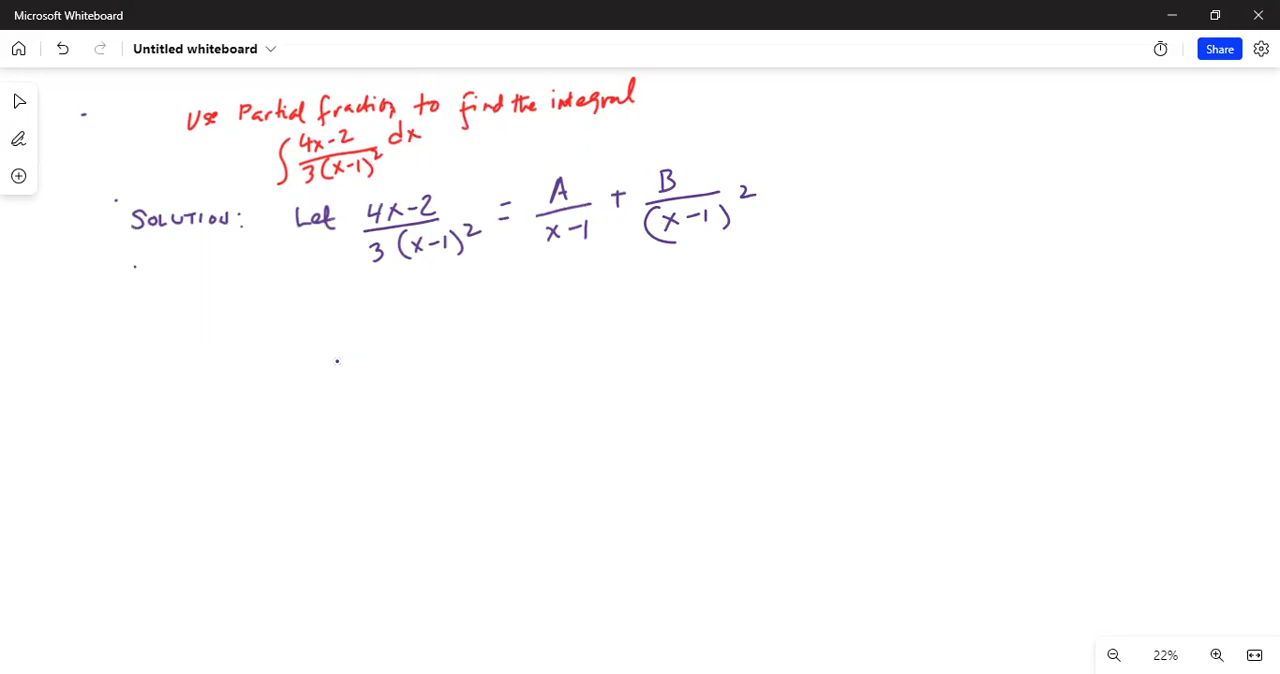 Microsoft Whiteboard
Untitled whiteboard
Share
Use Partial fraction to find the integral
∫ 4x-2 / 3(x-1)² dx
SOLUTION: Let 4x-2 / 3(x-1)² = A / x-1 + B / (x-1)²
22%